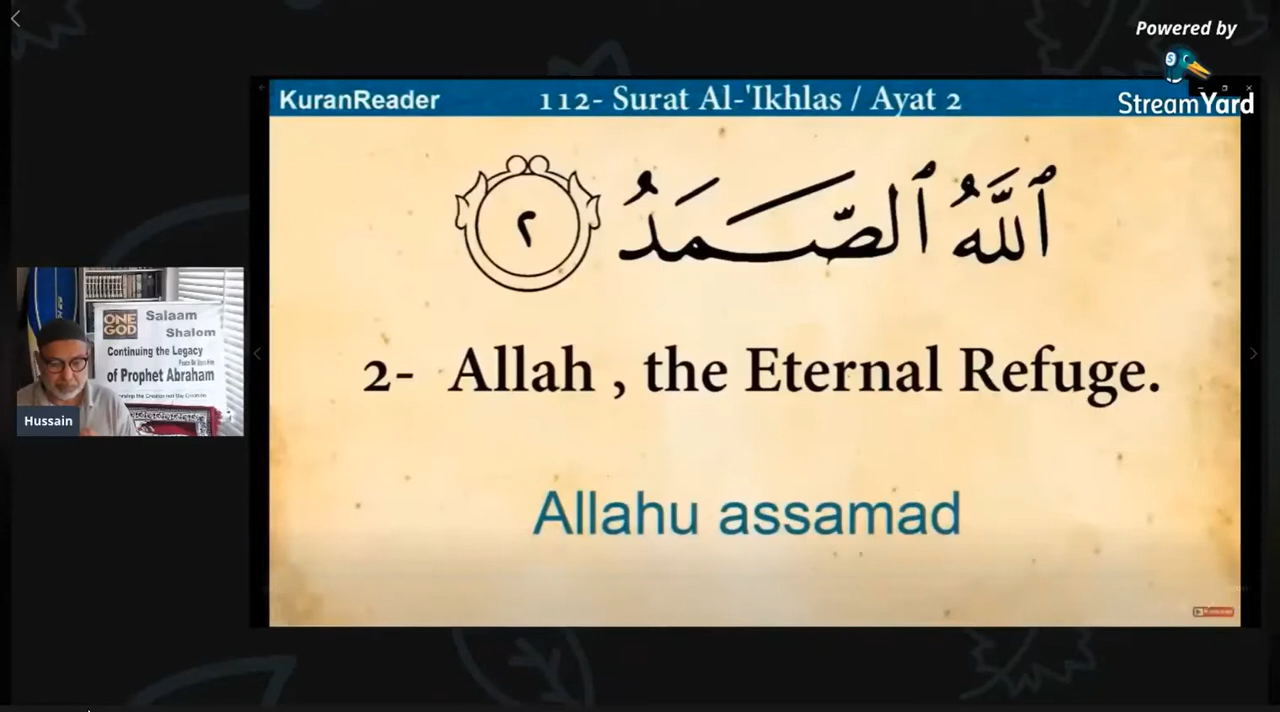 Powered by
StreamYard
KuranReader
112- Surat Al-'Ikhlas / Ayat 2
ٱللَّهُ ٱلصَّمَدُ ٢
2- Allah , the Eternal Refuge.
Allahu assamad
ONE GOD
Salaam
Shalom
Continuing the Legacy
of Prophet Abraham
Hussain